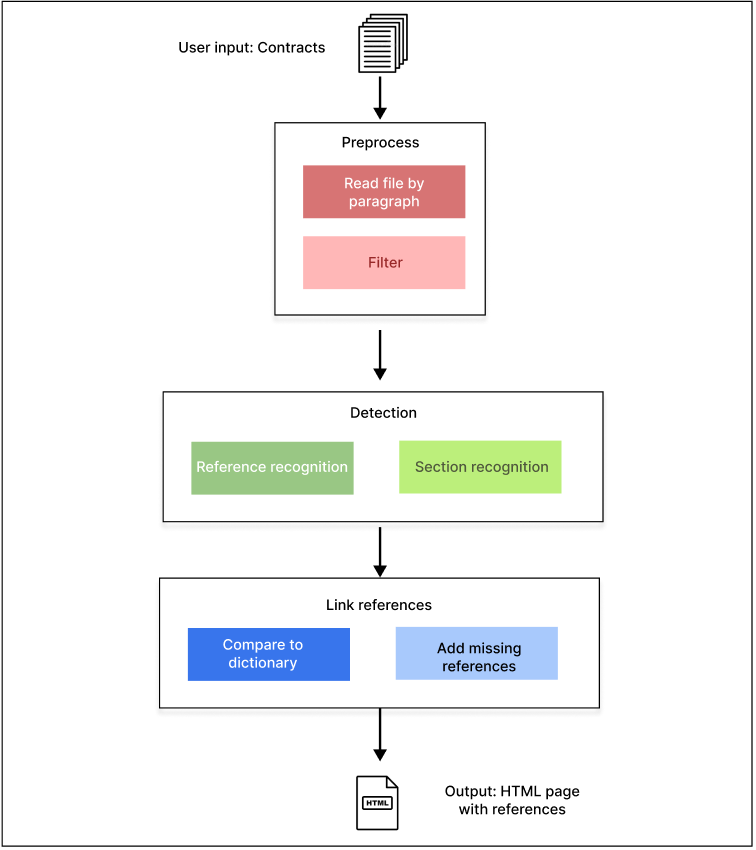 User input: Contracts
Preprocess
Read file by
paragraph
Filter
Detection
Reference recognition
Section recognition
Link references
Compare to
dictionary
Add missing
references
HTML
Output: HTML page
with references